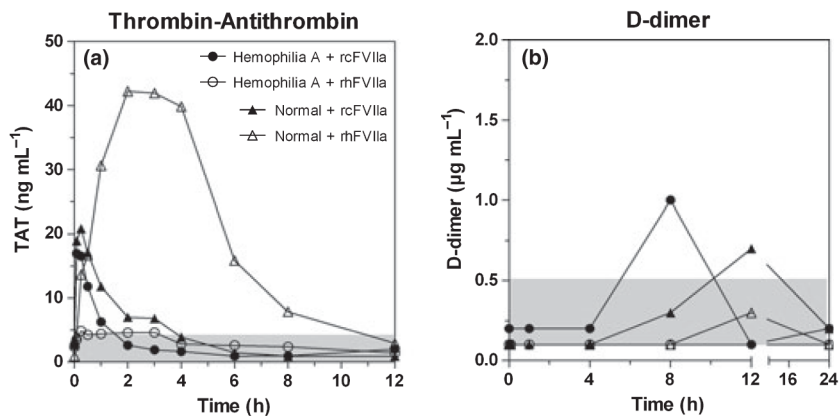 Thrombin-Antithrombin
(a)
Hemophilia A + rcFVIIa
Hemophilia A + rhFVIIa
Normal + rcFVIIa
Normal + rhFVIIa
TAT (ng mL⁻¹)
50
40
30
20
10
0
0 2 4 6 8 10 12
Time (h)
D-dimer
(b)
D-dimer (µg mL⁻¹)
2.0
1.5
1.0
0.5
0.0
0 4 8 12 16 24
Time (h)